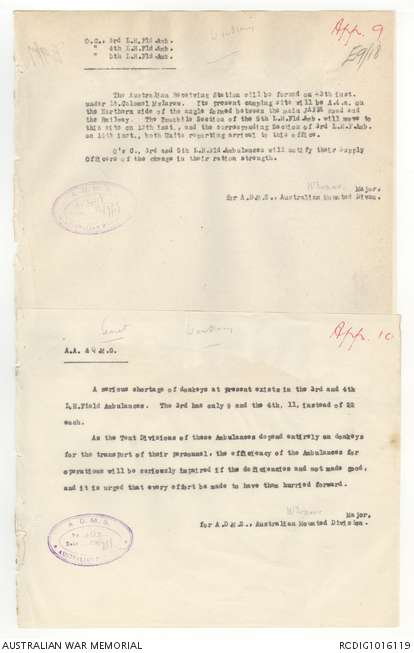 App. 9
E9/18
O.C., 3rd L.H.Fld Amb.
" 4th L.H.Fld Amb.
" 5th L.H.Fld Amb.
The Australian Receiving Station will be formed on inst.
under Lt.Colonel Its present camping site will be on
the Northern side of the angle formed between the main road and
the Railway. The Section of the 5th L.H.Fld Amb. will move to
this site on 13th inst., and the corresponding Section of 3rd L.H.F.Amb.
on 14th inst., both Units reporting arrival to this office.
O's C., 3rd and 5th L.H.Fld Ambulances will notify their Supply
Officers of the change in their ration strength.
Major.
for A.D.M.S., Australian Mounted Divsn.
Secret
App. 10
A.A. & Q.M.G.
A serious shortage of donkeys at present exists in the 3rd and 4th
L.H.Field Ambulances. The 3rd has only 9 and the 4th, 11, instead of 22
each.
As the Tent Divisions of these Ambulances depend entirely on donkeys
for the transport of their personnel, the efficiency of the Ambulances for
operations will be seriously impaired if the deficiencies and not made good,
and it is urged that every effort be made to have them hurried forward.
Major.
for A.D.M.S., Australian Mounted Division.
A.D.M.S.
AUSTRALIAN WAR MEMORIAL
RCDIG1016119